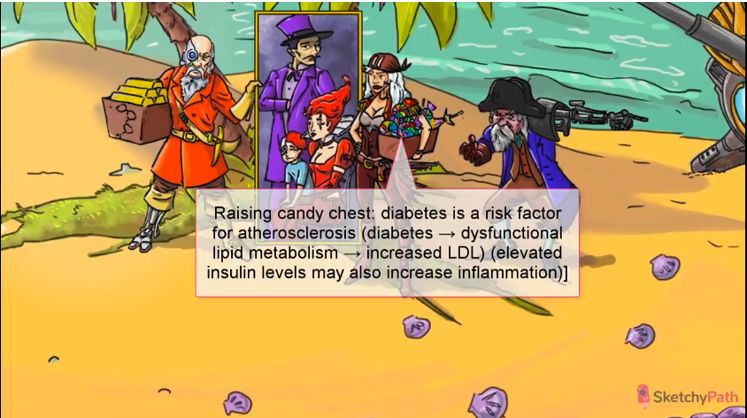 Raising candy chest: diabetes is a risk factor
for atherosclerosis (diabetes → dysfunctional
lipid metabolism → increased LDL) (elevated
insulin levels may also increase inflammation)]
SketchyPath